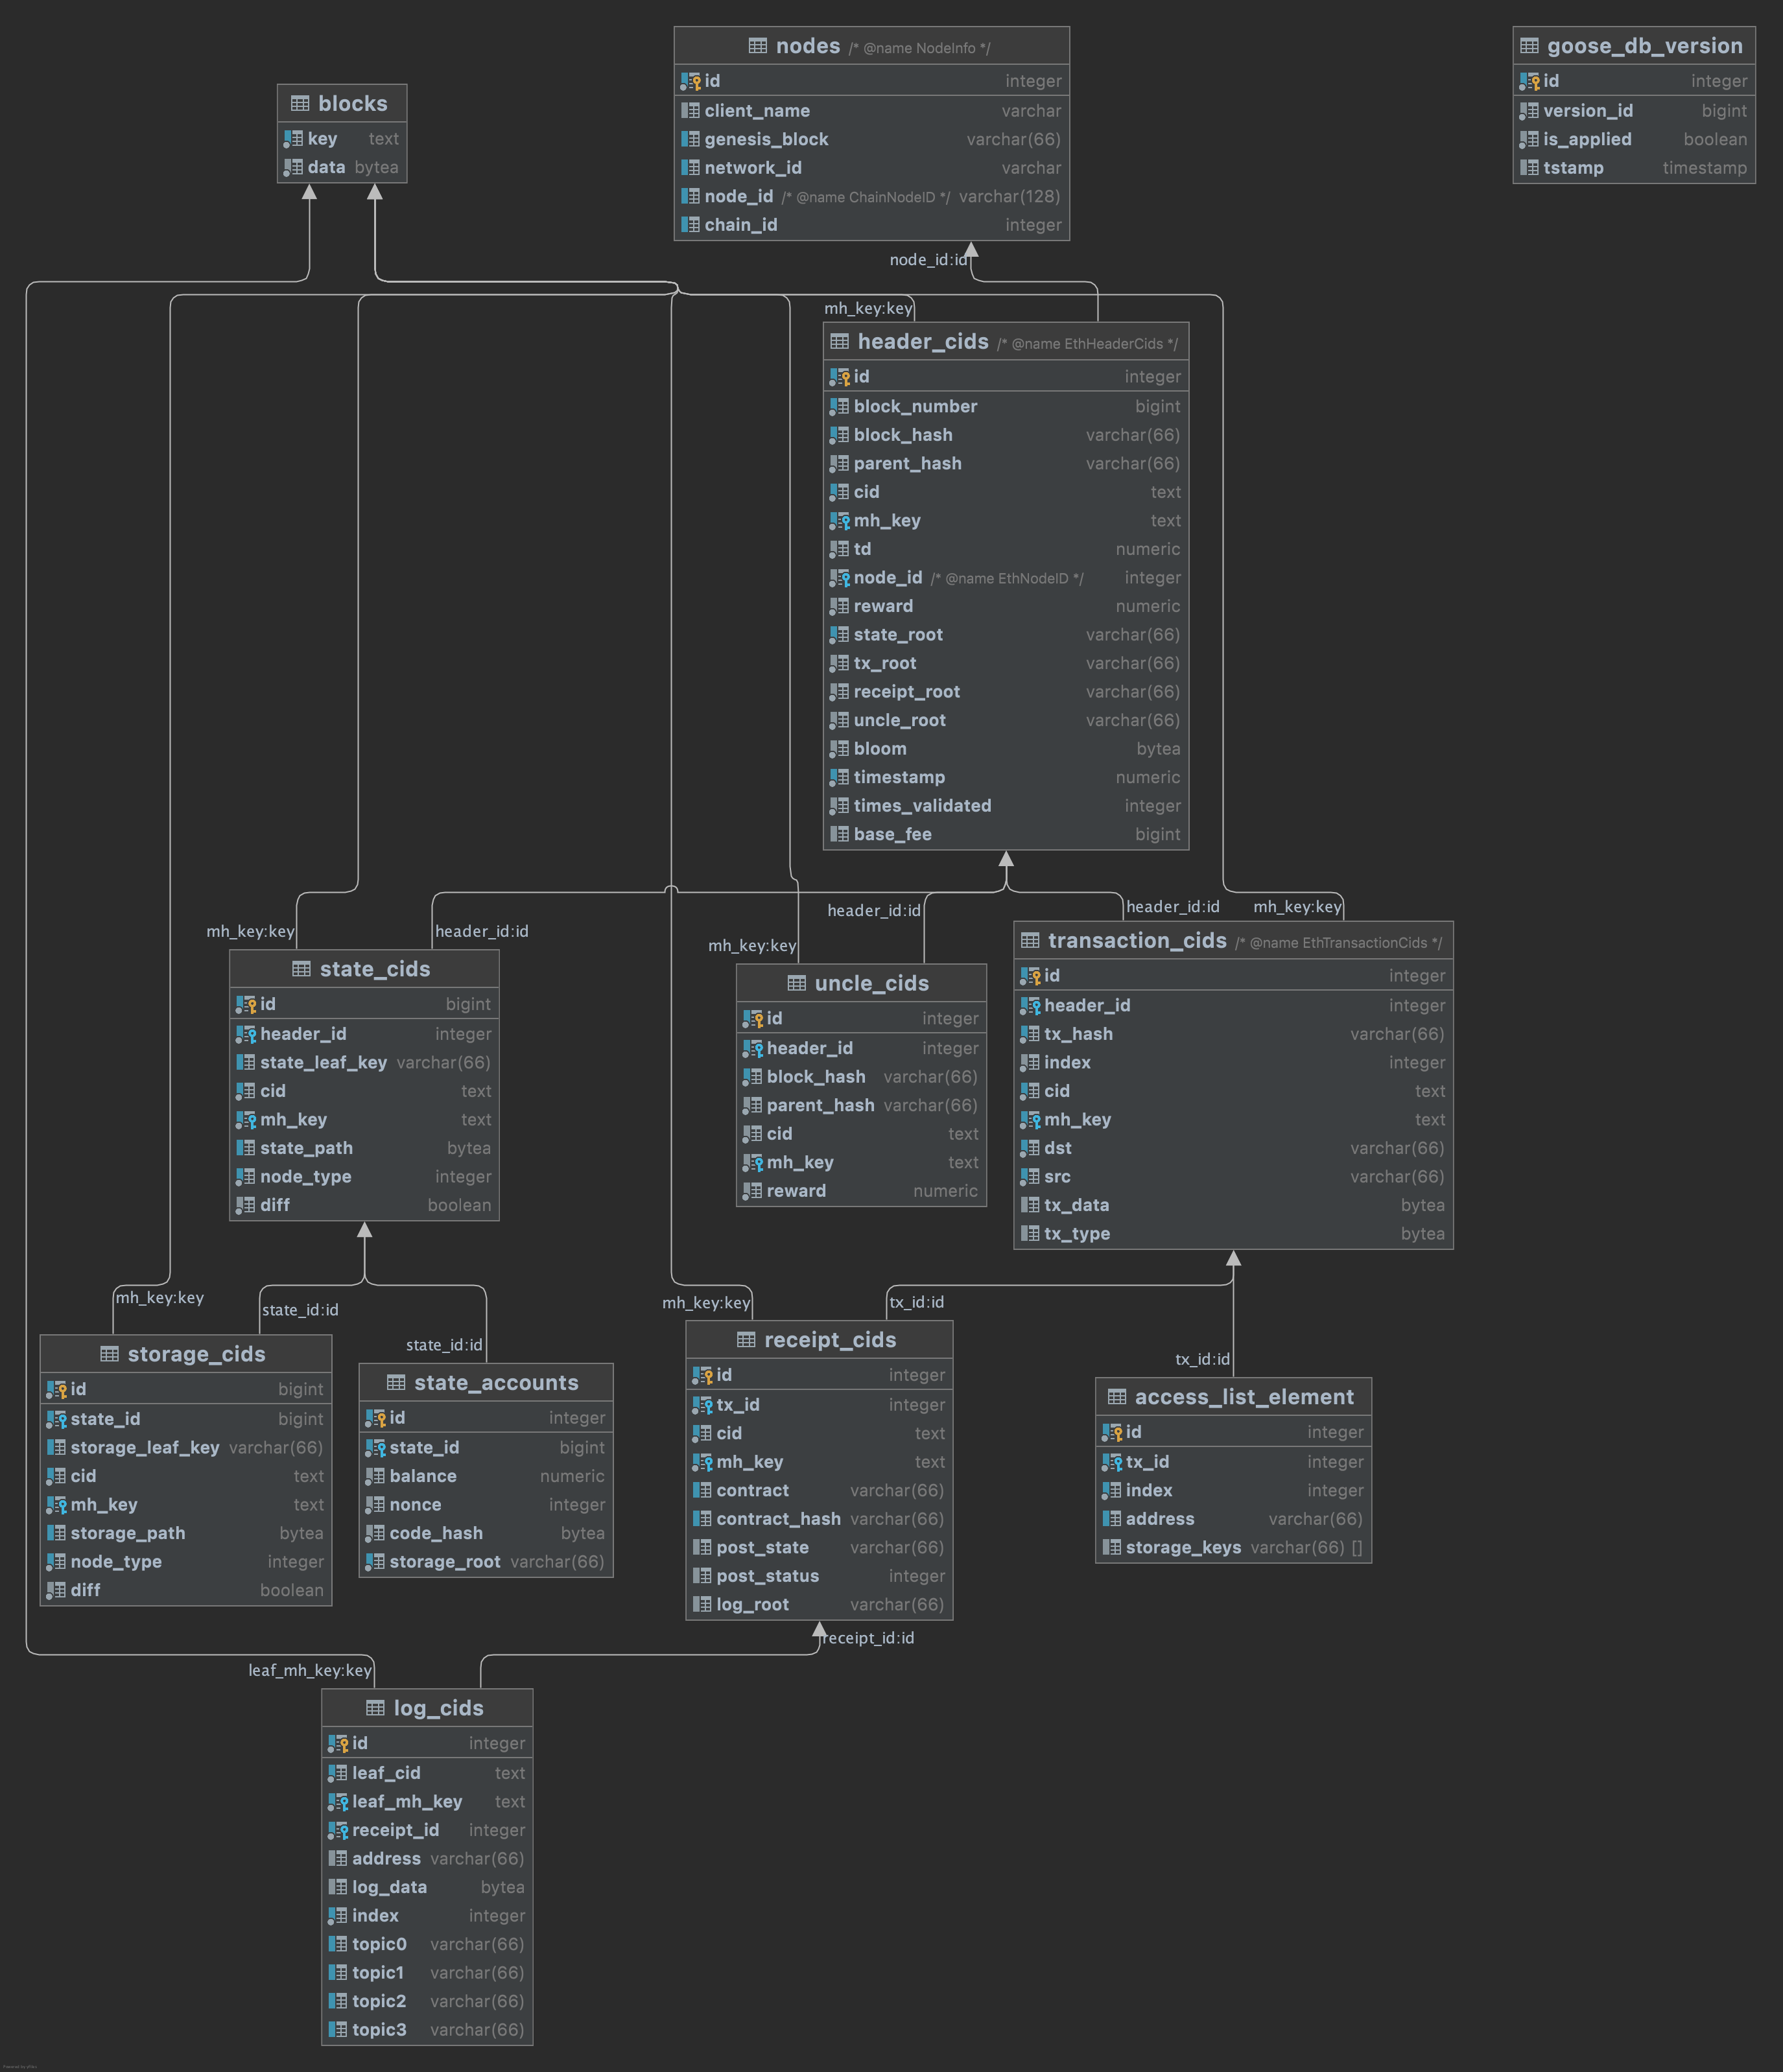 nodes /* @name NodeInfo */
id integer
client_name varchar
genesis_block varchar(66)
network_id varchar
node_id /* @name ChainNodeID */ varchar(128)
chain_id integer
goose_db_version
id integer
version_id bigint
is_applied boolean
tstamp timestamp
blocks
key text
data bytea
node_id:id
mh_key:key
header_cids /* @name EthHeaderCids */
id integer
block_number bigint
block_hash varchar(66)
parent_hash varchar(66)
cid text
mh_key text
td numeric
node_id /* @name EthNodeID */ integer
reward numeric
state_root varchar(66)
tx_root varchar(66)
receipt_root varchar(66)
uncle_root varchar(66)
bloom bytea
timestamp numeric
times_validated integer
base_fee bigint
mh_key:key
header_id:id
state_cids
id bigint
header_id integer
state_leaf_key varchar(66)
cid text
mh_key text
state_path bytea
node_type integer
diff boolean
header_id:id
mh_key:key
uncle_cids
id integer
header_id integer
block_hash varchar(66)
parent_hash varchar(66)
cid text
mh_key text
reward numeric
header_id:id
mh_key:key
transaction_cids /* @name EthTransactionCids */
id integer
header_id integer
tx_hash varchar(66)
index integer
cid text
mh_key text
dst varchar(66)
src varchar(66)
tx_data bytea
tx_type bytea
mh_key:key
state_id:id
storage_cids
id bigint
state_id bigint
storage_leaf_key varchar(66)
cid text
mh_key text
storage_path bytea
node_type integer
diff boolean
state_id:id
state_accounts
id integer
state_id bigint
balance numeric
nonce integer
code_hash bytea
storage_root varchar(66)
mh_key:key
tx_id:id
receipt_cids
id integer
tx_id integer
cid text
mh_key text
contract varchar(66)
contract_hash varchar(66)
post_state varchar(66)
post_status integer
log_root varchar(66)
tx_id:id
access_list_element
id integer
tx_id integer
index integer
address varchar(66)
storage_keys varchar(66) []
receipt_id:id
leaf_mh_key:key
log_cids
id integer
leaf_cid text
leaf_mh_key text
receipt_id integer
address varchar(66)
log_data bytea
index integer
topic0 varchar(66)
topic1 varchar(66)
topic2 varchar(66)
topic3 varchar(66)
Powered by yFiles